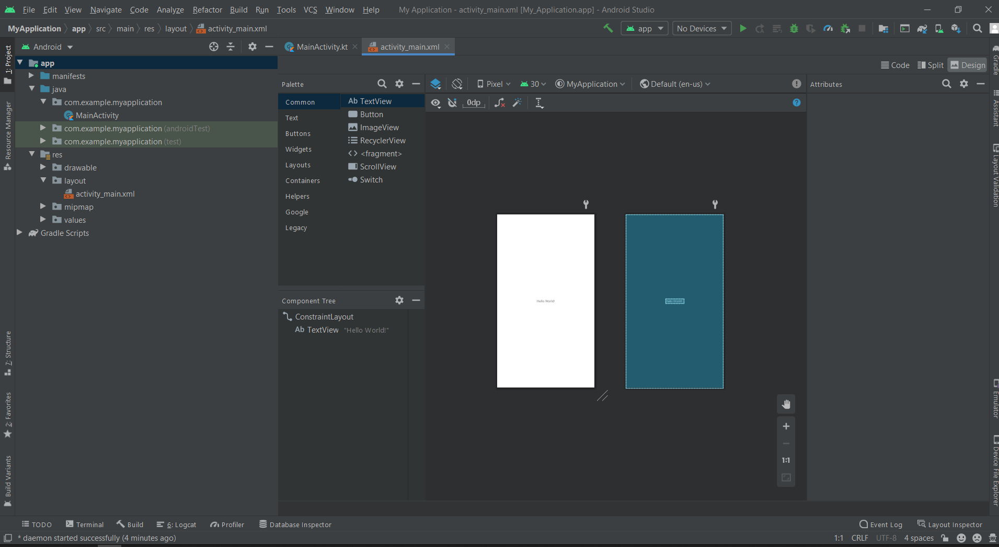 File Edit View Navigate Code Analyze Refactor Build Run Tools VCS Window Help My Application - activity_main.xml [My_Application.app] - Android Studio
MyApplication app src main res layout activity_main.xml app No Devices
Android MainActivity.kt activity_main.xml
Code Split Design
1: Project
Resource Manager
7: Structure
2: Favorites
Build Variants
app
manifests
java
com.example.myapplication
MainActivity
com.example.myapplication (androidTest)
com.example.myapplication (test)
res
drawable
layout
activity_main.xml
mipmap
values
Gradle Scripts
Palette
Common
Text
Buttons
Widgets
Layouts
Containers
Helpers
Google
Legacy
Ab TextView
Button
ImageView
RecyclerView
<fragment>
ScrollView
Switch
Component Tree
ConstraintLayout
Ab TextView "Hello World!"
Pixel 30 MyApplication Default (en-us)
0dp
Hello World!
Hello World!
1:1
Attributes
Gradle
Assistant
Layout Validation
Emulator
Device File Explorer
TODO Terminal Build 6: Logcat Profiler Database Inspector Event Log Layout Inspector
* daemon started successfully (4 minutes ago) 1:1 CRLF UTF-8 4 spaces